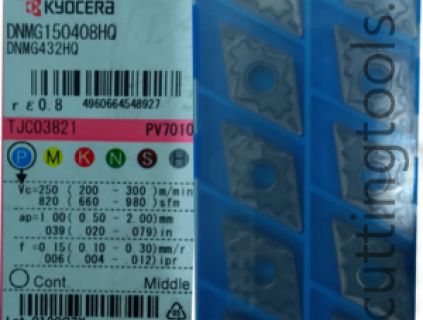 KYOCERA
DNMG150408HQ
DNMG432HQ
r ε 0.8 4960664548927
TJC03821 PV7010
P M K N S H
Vc=250 ( 200 - 300 ) m/min
820 ( 660 - 980 ) sfm
ap=1.00 ( 0.50 - 2.00 ) mm
.039 ( .020 - .079 ) in
f =0.15 ( 0.10 - 0.30 ) mm/r
.006 ( .004 - .012 ) ipr
Cont. Middle
cuttingtools.